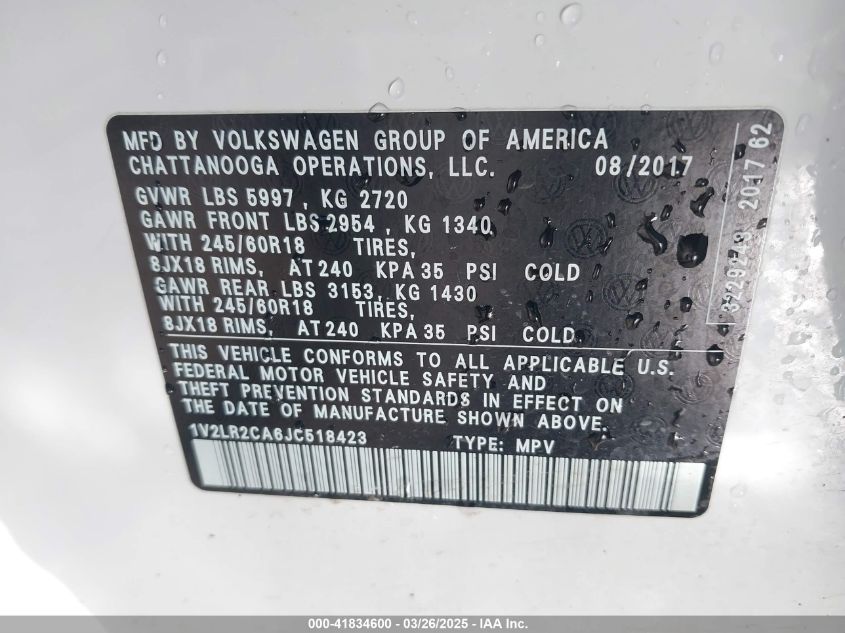 MFD BY VOLKSWAGEN GROUP OF AMERICA
CHATTANOOGA OPERATIONS, LLC. 08/2017
GVWR LBS 5997, KG 2720
GAWR FRONT LBS 2954, KG 1340
WITH 245/60R18 TIRES,
8JX18 RIMS, AT 240 KPA 35 PSI COLD
GAWR REAR LBS 3153, KG 1430
WITH 245/60R18 TIRES,
8JX18 RIMS, AT 240 KPA 35 PSI COLD
THIS VEHICLE CONFORMS TO ALL APPLICABLE U.S.
FEDERAL MOTOR VEHICLE SAFETY AND
THEFT PREVENTION STANDARDS IN EFFECT ON
THE DATE OF MANUFACTURE SHOWN ABOVE.
1V2LR2CA6JC518423 TYPE: MPV
2017 62
000-41834600 - 03/26/2025 - IAA Inc.